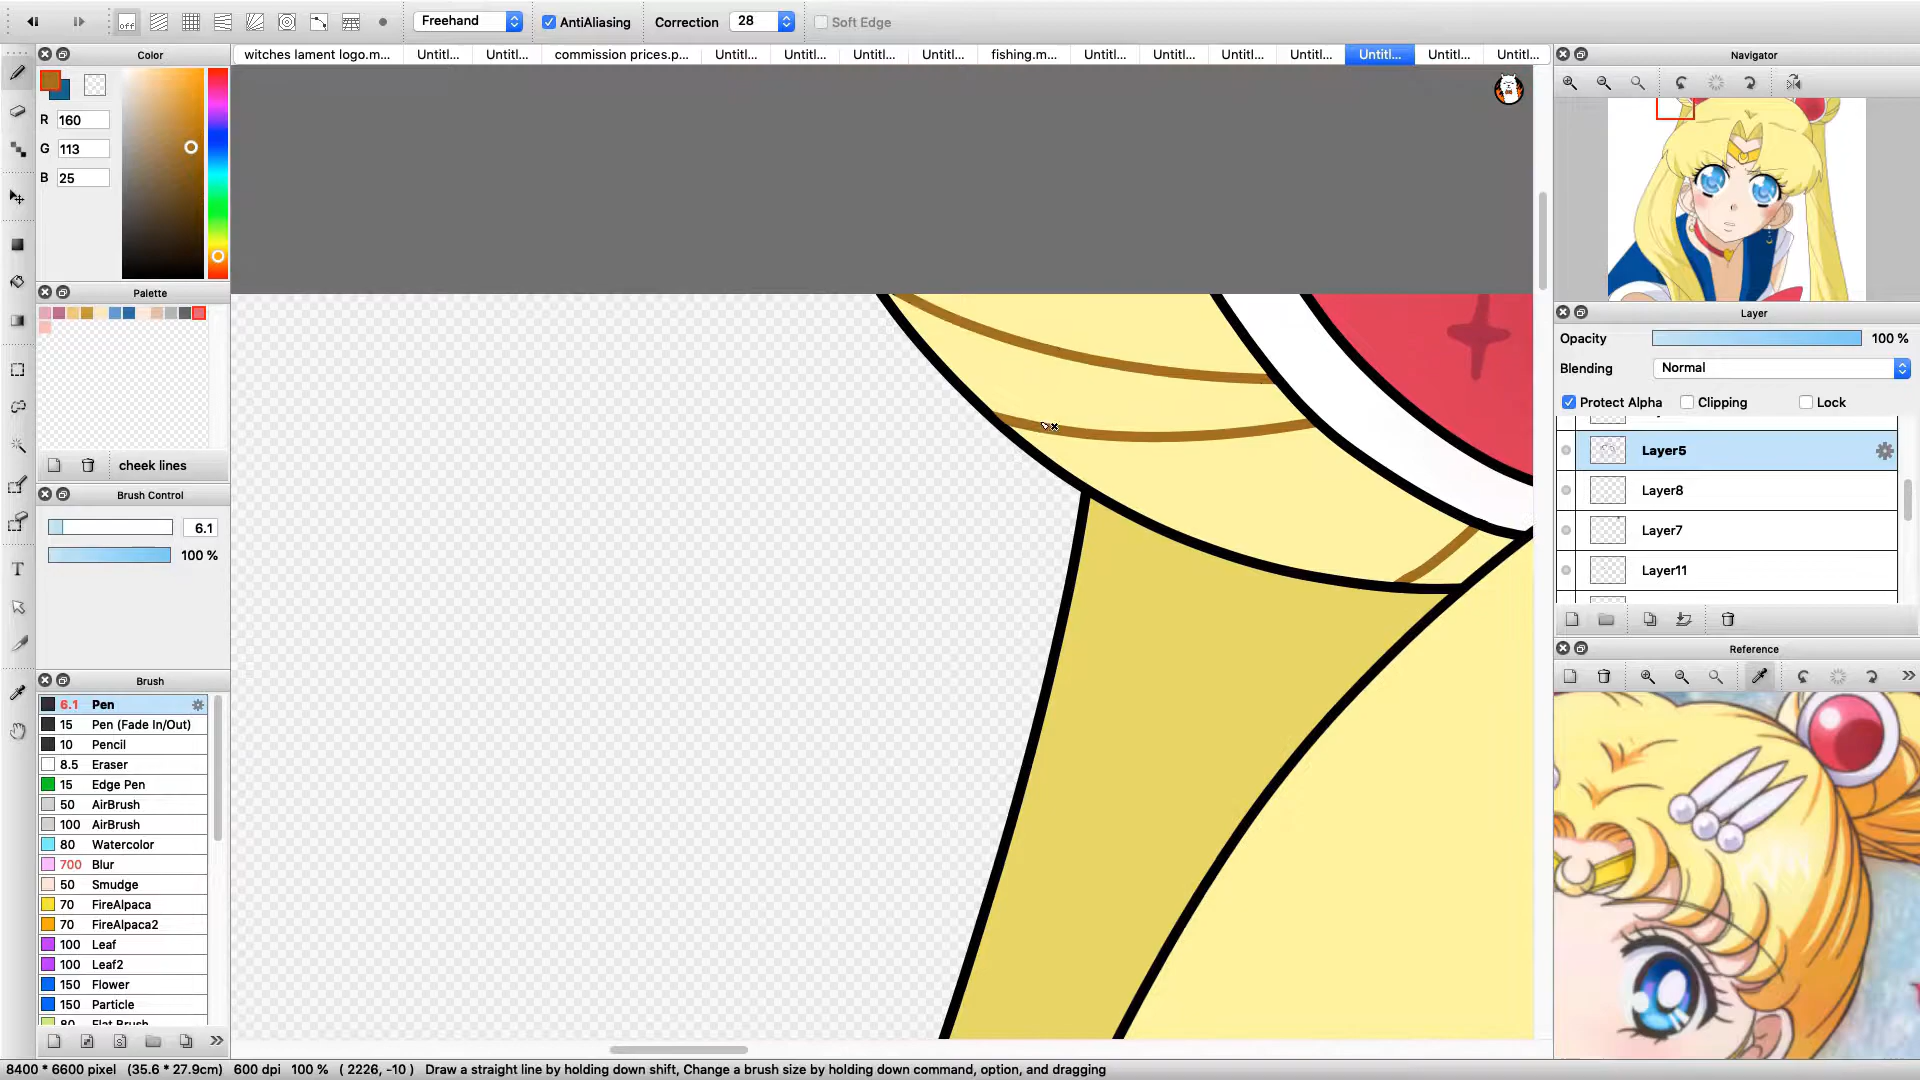 off Freehand AntiAliasing Correction 28 Soft Edge
Color witches lament logo.m... Untitl... Untitl... commission prices.p... Untitl... Untitl... Untitl... Untitl... fishing.m... Untitl... Untitl... Untitl... Untitl... Untitl... Untitl... Untitl... Navigator
R 160
G 113
B 25
Palette
cheek lines
Brush Control
6.1
100 %
Brush
6.1 Pen
15 Pen (Fade In/Out)
10 Pencil
8.5 Eraser
15 Edge Pen
50 AirBrush
100 AirBrush
80 Watercolor
700 Blur
50 Smudge
70 FireAlpaca
70 FireAlpaca2
100 Leaf
100 Leaf2
150 Flower
150 Particle
80 Flat Brush
Layer
Opacity 100 %
Blending Normal
Protect Alpha Clipping Lock
Layer5
Layer8
Layer7
Layer11
Reference
8400 * 6600 pixel (35.6 * 27.9cm) 600 dpi 100 % ( 2226, -10 ) Draw a straight line by holding down shift, Change a brush size by holding down command, option, and dragging